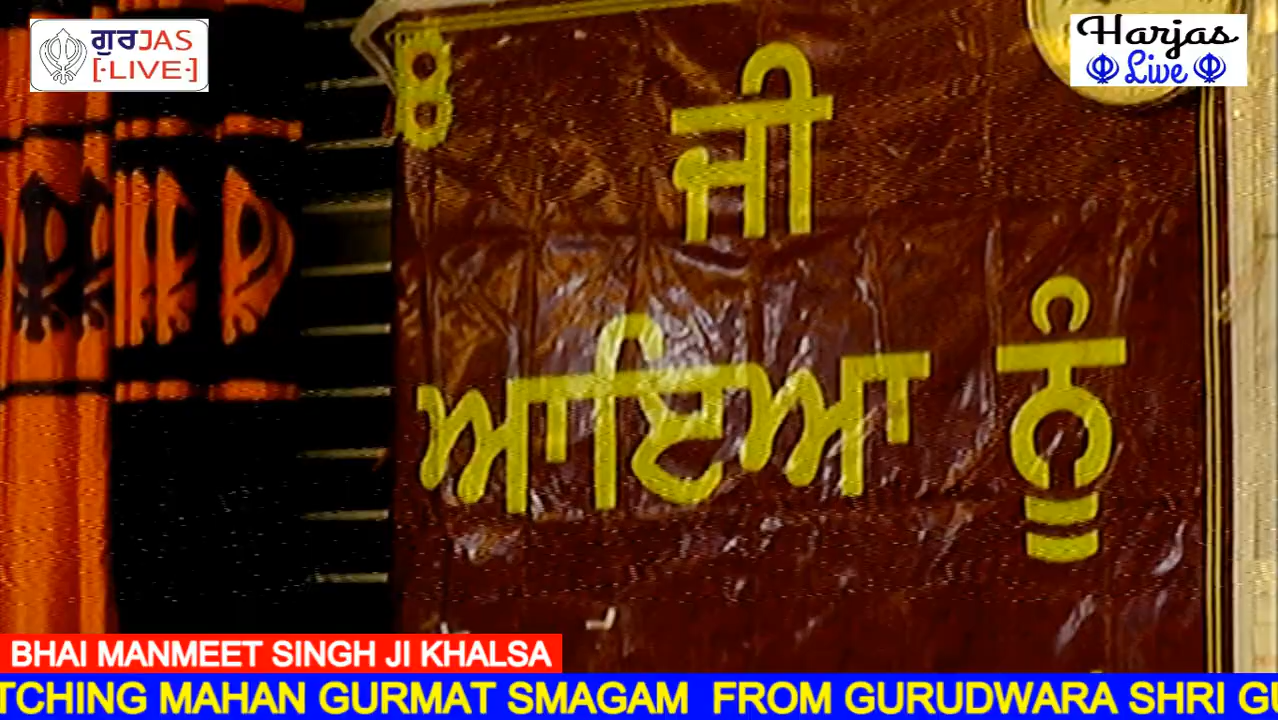 ਗੁਰJAS
[-LIVE-]
Harjas
Live
ਜੀ
ਆਇਆ ਨੂੰ
BHAI MANMEET SINGH JI KHALSA
TCHING MAHAN GURMAT SMAGAM FROM GURUDWARA SHRI GU